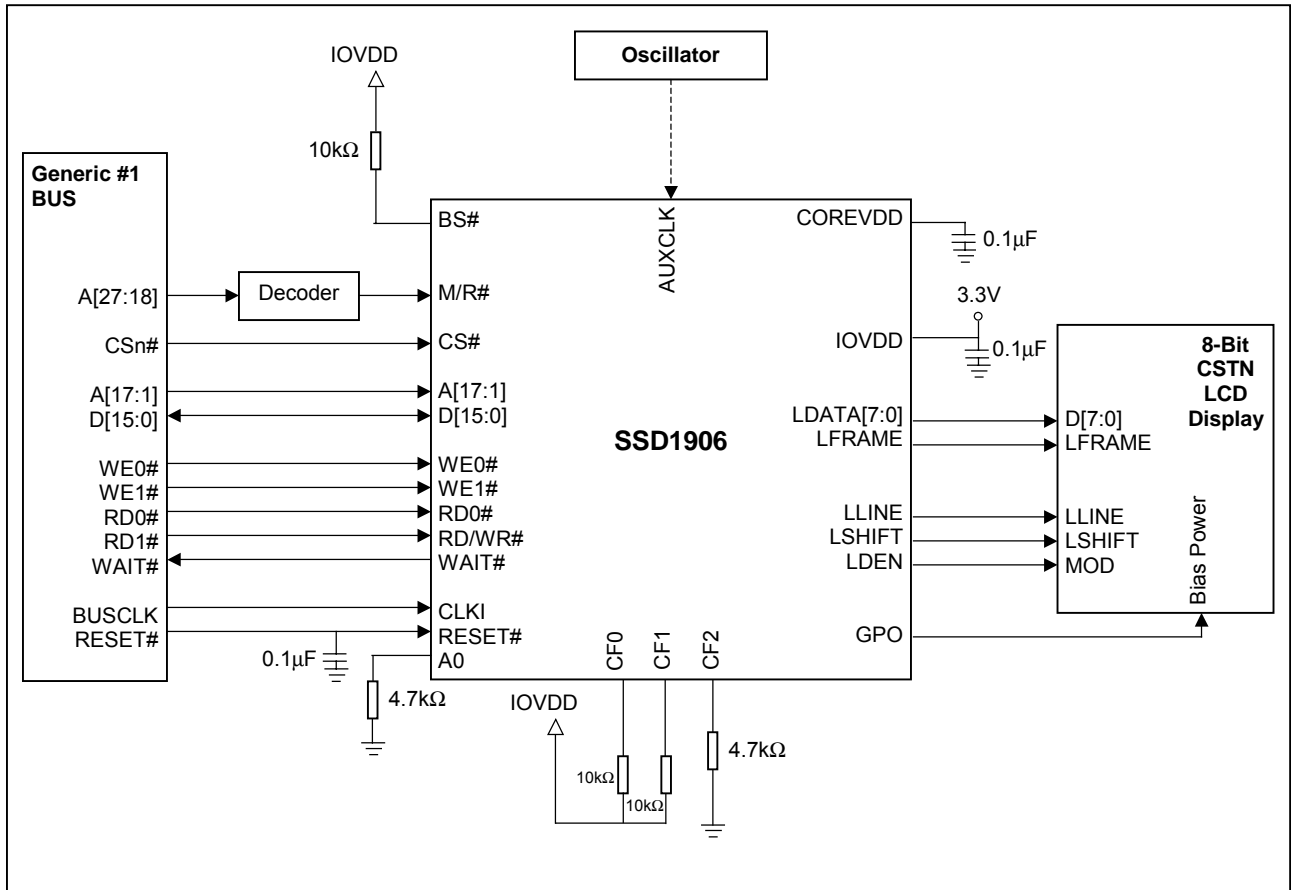 Oscillator
IOVDD
10kΩ
Generic #1
BUS
A[27:18]
CSn#
A[17:1]
D[15:0]
WE0#
WE1#
RD0#
RD1#
WAIT#
BUSCLK
RESET#
Decoder
0.1μF
4.7kΩ
BS#
M/R#
CS#
A[17:1]
D[15:0]
WE0#
WE1#
RD0#
RD/WR#
WAIT#
CLKI
RESET#
A0
AUXCLK
SSD1906
CF0
CF1
CF2
IOVDD
10kΩ
10kΩ
4.7kΩ
COREVDD
IOVDD
LDATA[7:0]
LFRAME
LLINE
LSHIFT
LDEN
GPO
0.1μF
3.3V
0.1μF
8-Bit
CSTN
LCD
Display
D[7:0]
LFRAME
LLINE
LSHIFT
MOD
Bias Power